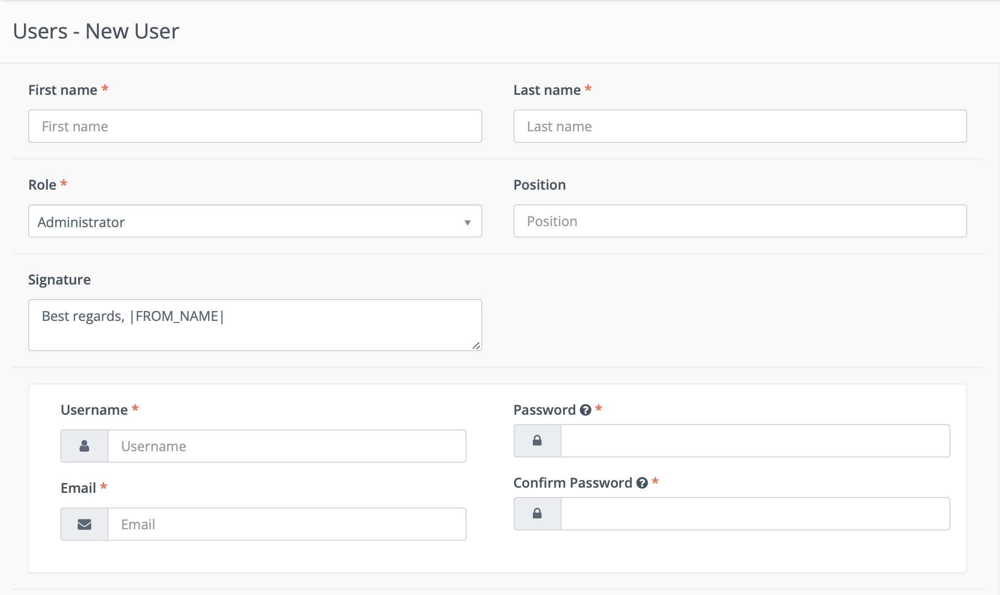 Users - New User
First name *
Last name *
First name
Last name
Role *
Position
Administrator
Position
Signature
Best regards, |FROM_NAME|
Username *
Password ? *
Username
Email *
Confirm Password ? *
Email